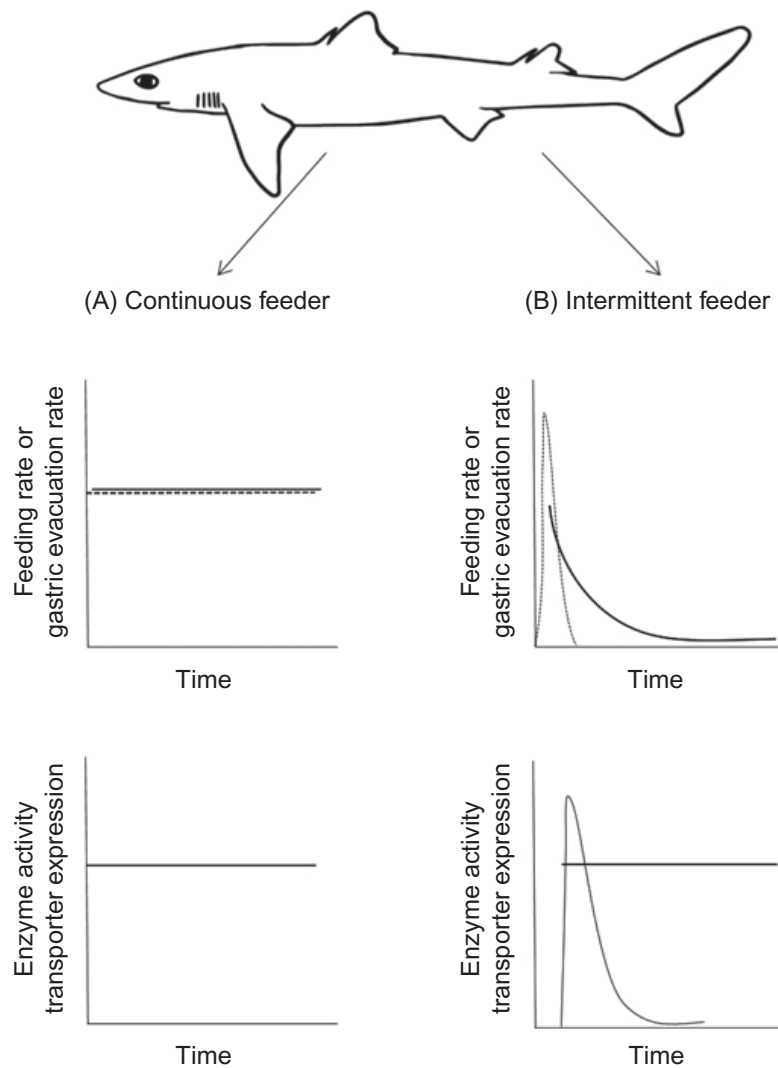 (A) Continuous feeder
(B) Intermittent feeder
Feeding rate or
gastric evacuation rate
Time
Feeding rate or
gastric evacuation rate
Time
Enzyme activity
transporter expression
Time
Enzyme activity
transporter expression
Time